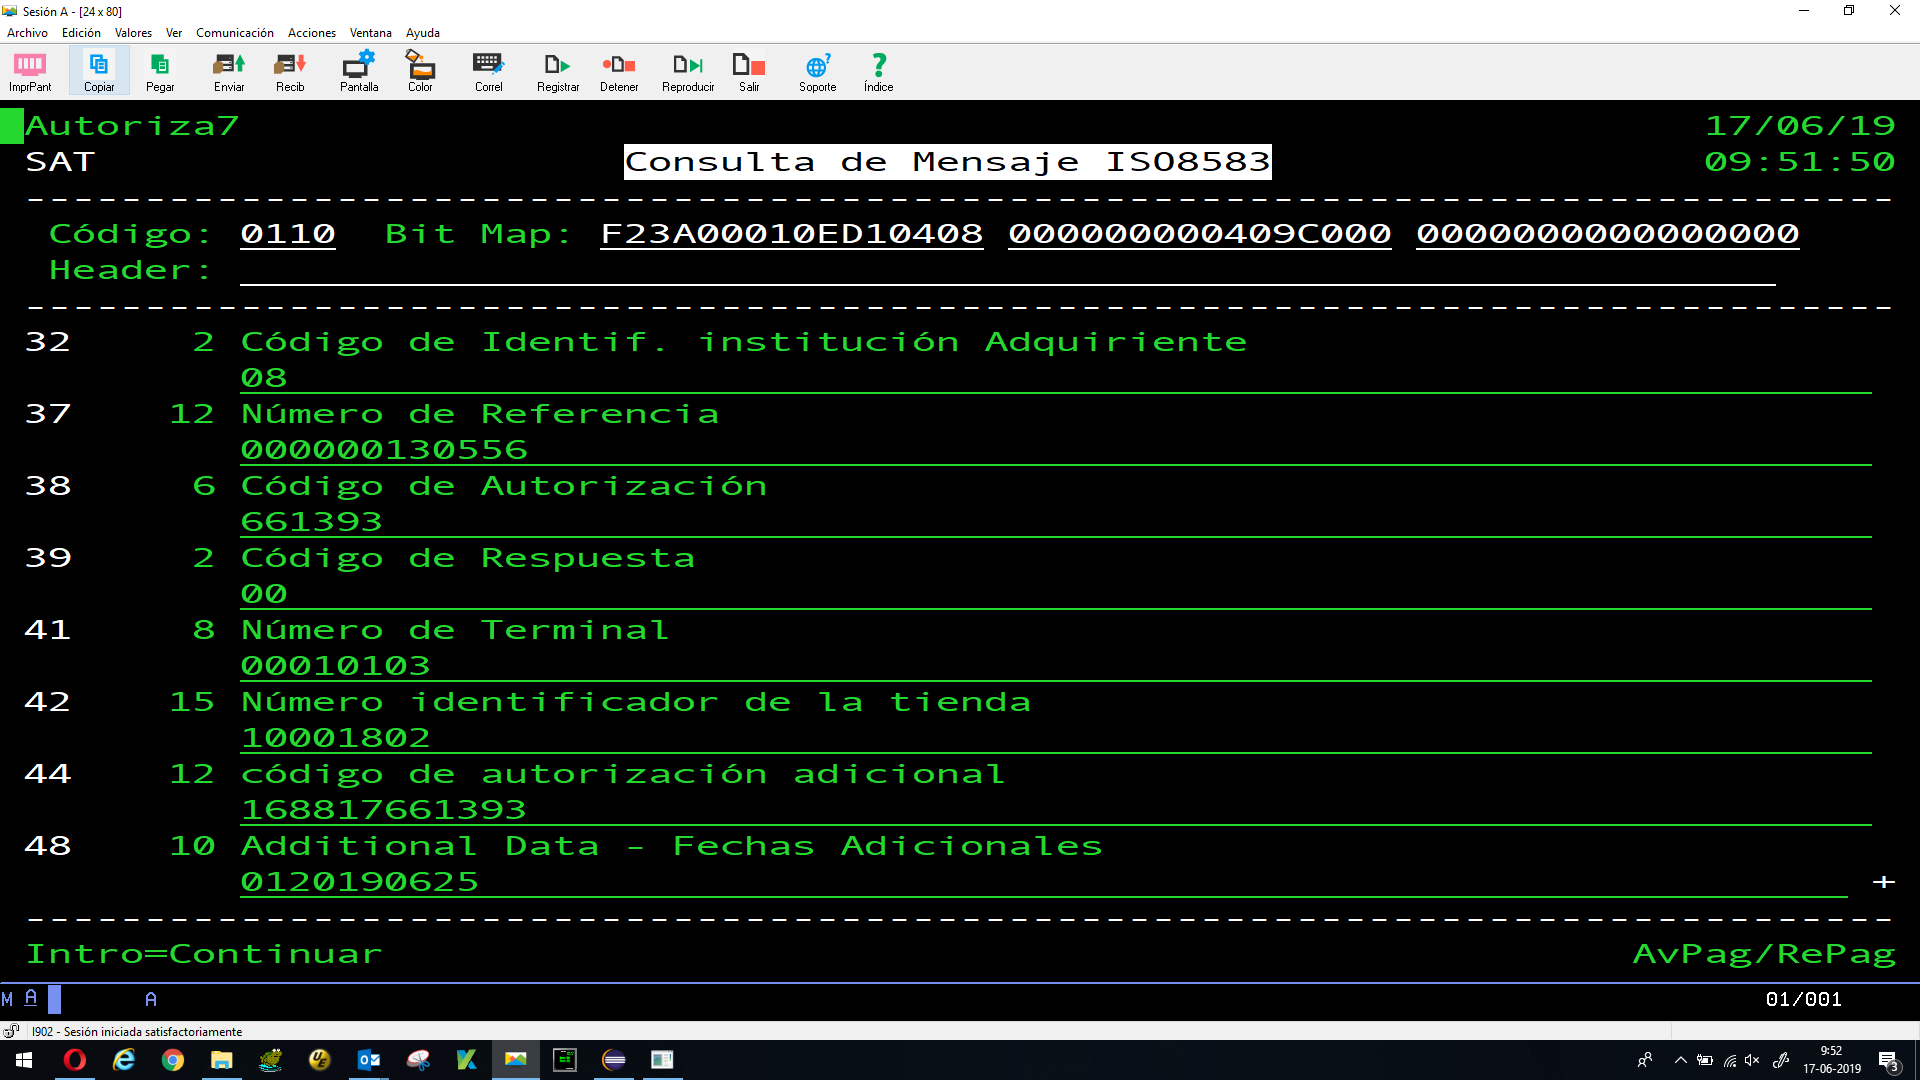 Sesión A - [24 x 80]
Archivo Edición Valores Ver Comunicación Acciones Ventana Ayuda
ImprPant Copiar Pegar Enviar Recib Pantalla Color Correl Registrar Detener Reproducir Salir Soporte Índice
Autoriza7 17/06/19
SAT Consulta de Mensaje ISO8583 09:51:50
Código: 0110 Bit Map: F23A00010ED10408 000000000409C000 0000000000000000
Header:
32 2 Código de Identif. institución Adquiriente
08
37 12 Número de Referencia
000000130556
38 6 Código de Autorización
661393
39 2 Código de Respuesta
00
41 8 Número de Terminal
00010103
42 15 Número identificador de la tienda
10001802
44 12 código de autorización adicional
168817661393
48 10 Additional Data - Fechas Adicionales
0120190625 +
Intro=Continuar AvPag/RePag
M A A 01/001
I902 - Sesión iniciada satisfactoriamente
9:52
17-06-2019
3